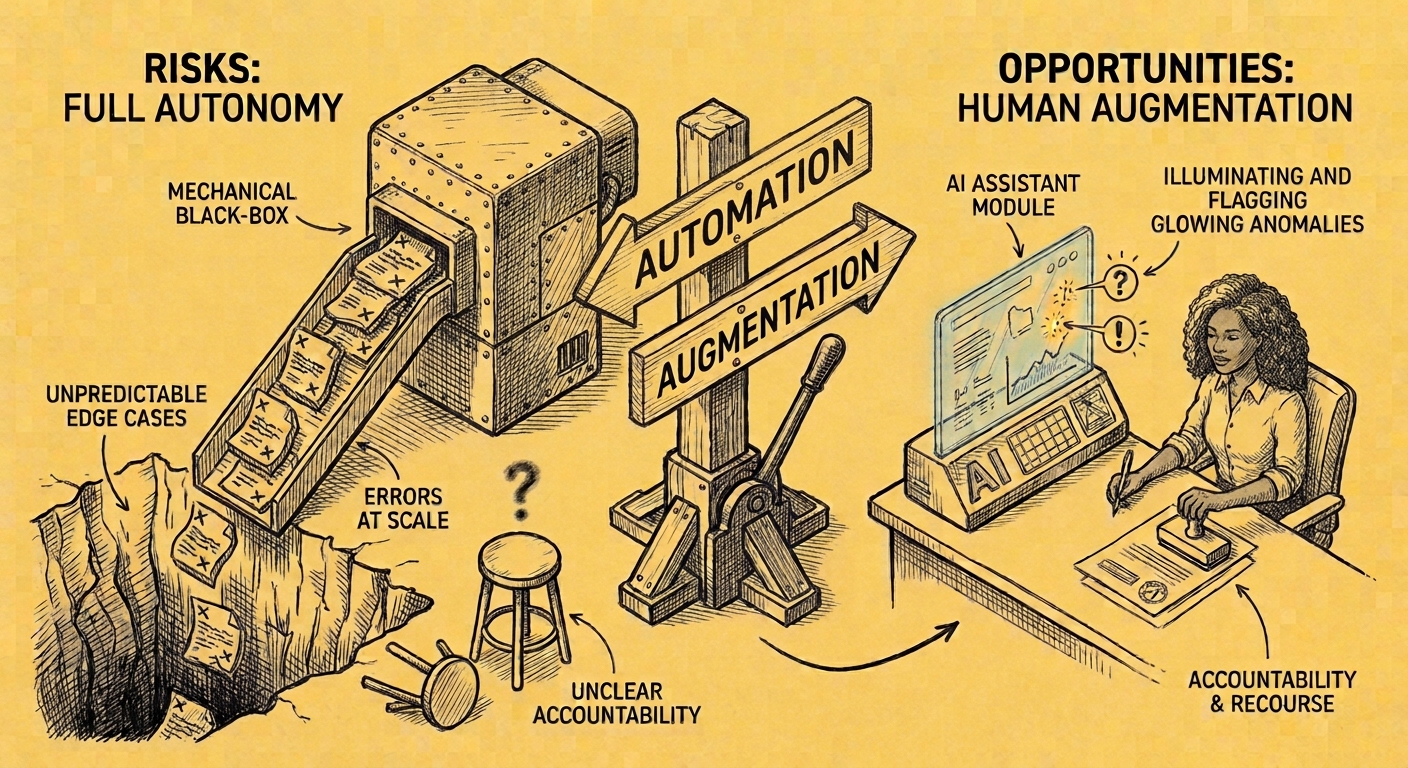 RISKS:
FULL AUTONOMY
MECHANICAL
BLACK-BOX
UNPREDICTABLE
EDGE CASES
ERRORS
AT SCALE
?
UNCLEAR
ACCOUNTABILITY
AUTOMATION
AUGMENTATION
OPPORTUNITIES:
HUMAN AUGMENTATION
AI ASSISTANT
MODULE
ILLUMINATING AND
FLAGGING
GLOWING ANOMALIES
?
!
AI
ACCOUNTABILITY
& RECOURSE